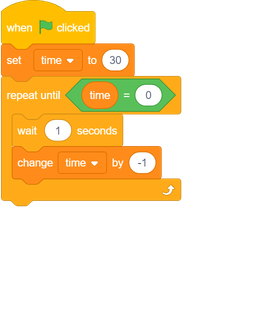 when clicked
set time to 30
repeat until time = 0
wait 1 seconds
change time by -1